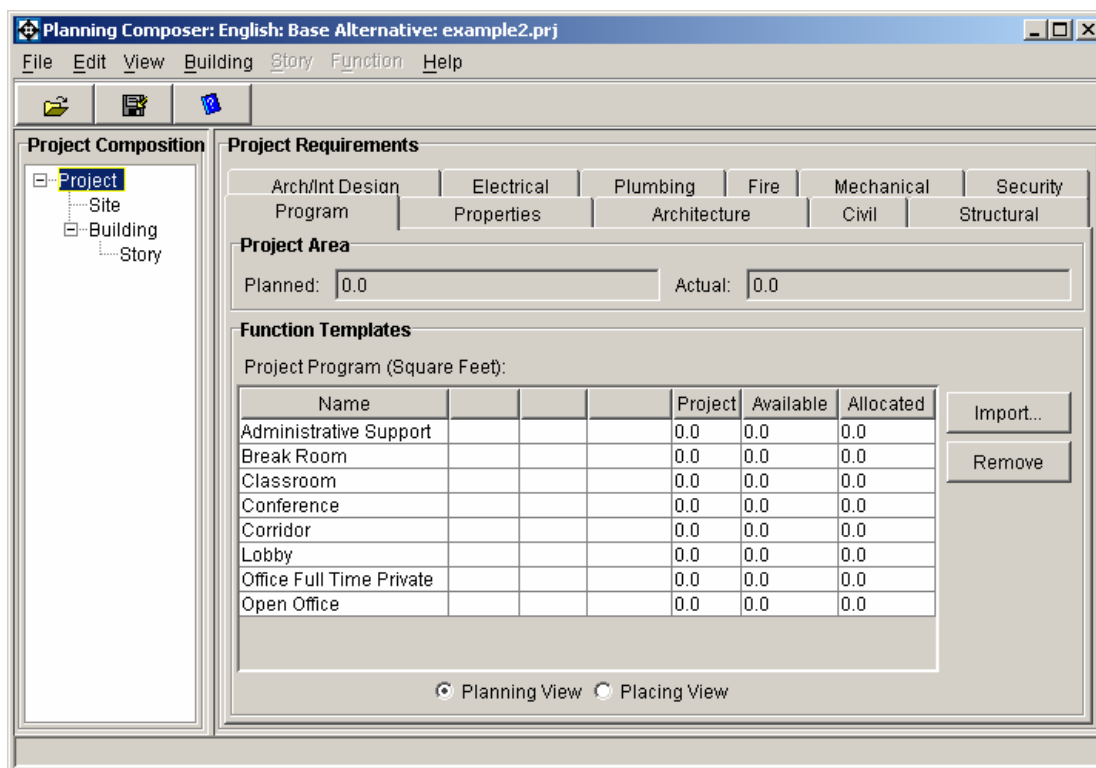 Planning Composer: English: Base Alternative: example2.prj
File Edit View Building Story Function Help
Project Composition
Project
Site
Building
Story
Project Requirements
Arch/Int Design Electrical Plumbing Fire Mechanical Security
Program Properties Architecture Civil Structural
Project Area
Planned: 0.0 Actual: 0.0
Function Templates
Project Program (Square Feet):
Name Project Available Allocated
Administrative Support 0.0 0.0 0.0
Break Room 0.0 0.0 0.0
Classroom 0.0 0.0 0.0
Conference 0.0 0.0 0.0
Corridor 0.0 0.0 0.0
Lobby 0.0 0.0 0.0
Office Full Time Private 0.0 0.0 0.0
Open Office 0.0 0.0 0.0
Import...
Remove
Planning View Placing View